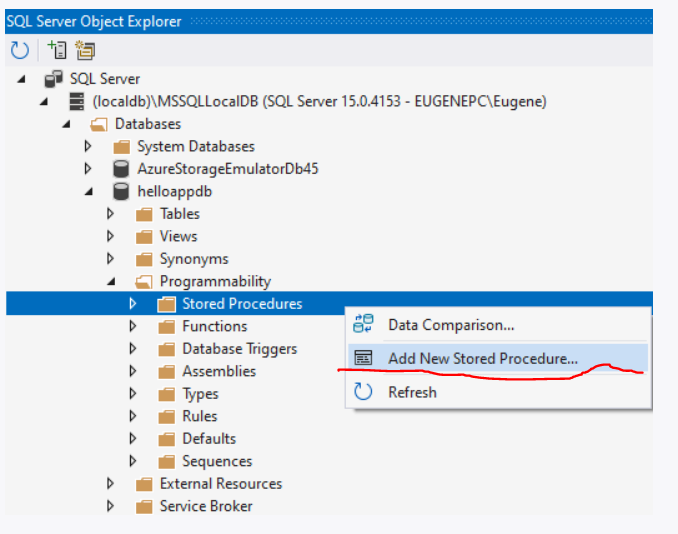 SQL Server Object Explorer
SQL Server
(localdb)\MSSQLLocalDB (SQL Server 15.0.4153 - EUGENEPC\Eugene)
Databases
System Databases
AzureStorageEmulatorDb45
helloappdb
Tables
Views
Synonyms
Programmability
Stored Procedures
Functions
Database Triggers
Assemblies
Types
Rules
Defaults
Sequences
External Resources
Service Broker
Data Comparison...
Add New Stored Procedure...
Refresh